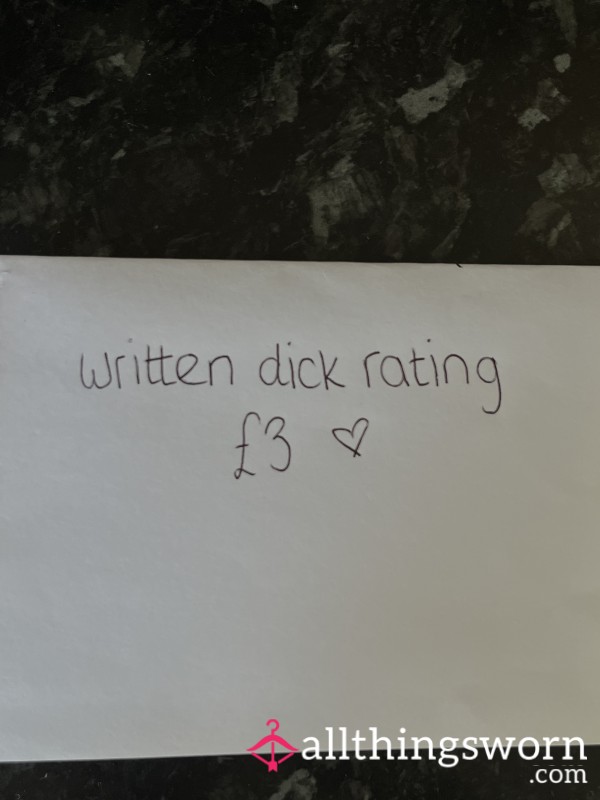 written dick rating
£3 ♡
allthingsworn
.com